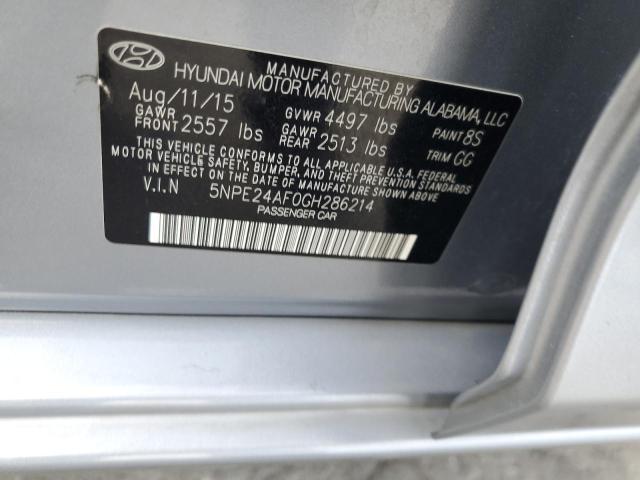 MANUFACTURED BY
HYUNDAI MOTOR MANUFACTURING ALABAMA, LLC
Aug/11/15 GVWR 4497 lbs PAINT 8S
GAWR FRONT 2557 lbs GAWR REAR 2513 lbs TRIM GG
THIS VEHICLE CONFORMS TO ALL APPLICABLE U.S.A FEDERAL
MOTOR VEHICLE SAFETY, BUMPER, AND THEFT PREVENTION STANDARDS
IN EFFECT ON THE DATE OF MANUFACTURE SHOWN ABOVE.
V.I.N 5NPE24AF0GH286214
PASSENGER CAR